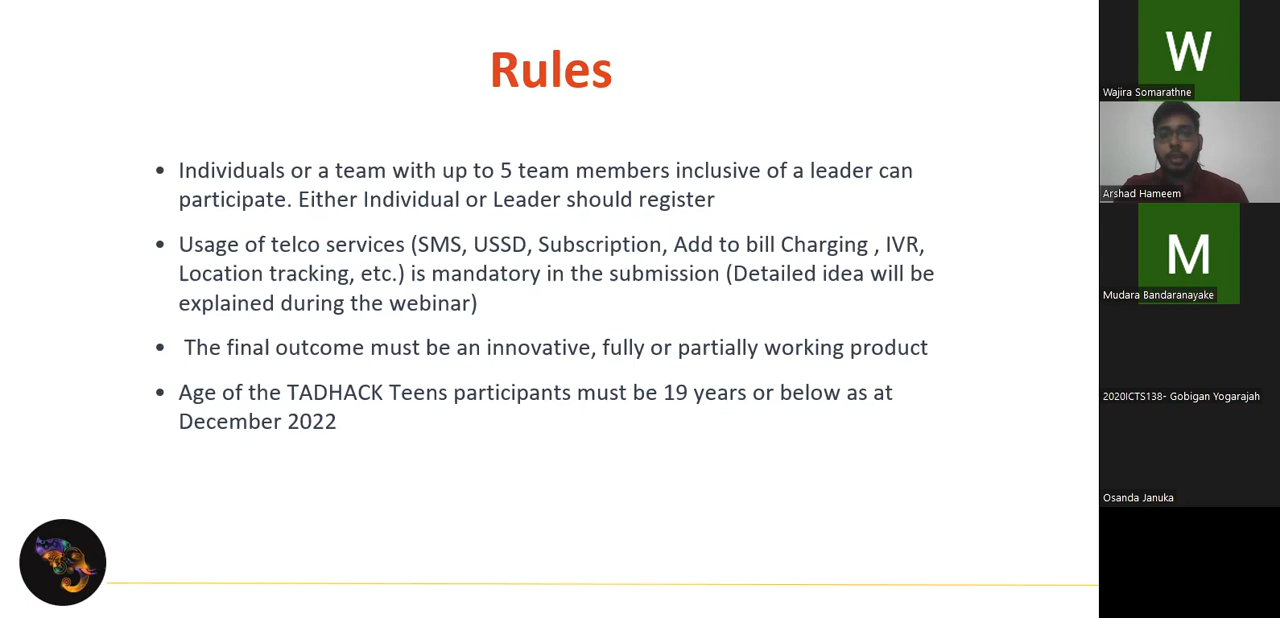 Rules
• Individuals or a team with up to 5 team members inclusive of a leader can
participate. Either Individual or Leader should register
• Usage of telco services (SMS, USSD, Subscription, Add to bill Charging , IVR,
Location tracking, etc.) is mandatory in the submission (Detailed idea will be
explained during the webinar)
• The final outcome must be an innovative, fully or partially working product
• Age of the TADHACK Teens participants must be 19 years or below as at
December 2022
W
Wajira Somarathne
Arshad Hameem
M
Mudara Bandaranayake
2020ICTS138- Gobigan Yogarajah
Osanda Januka